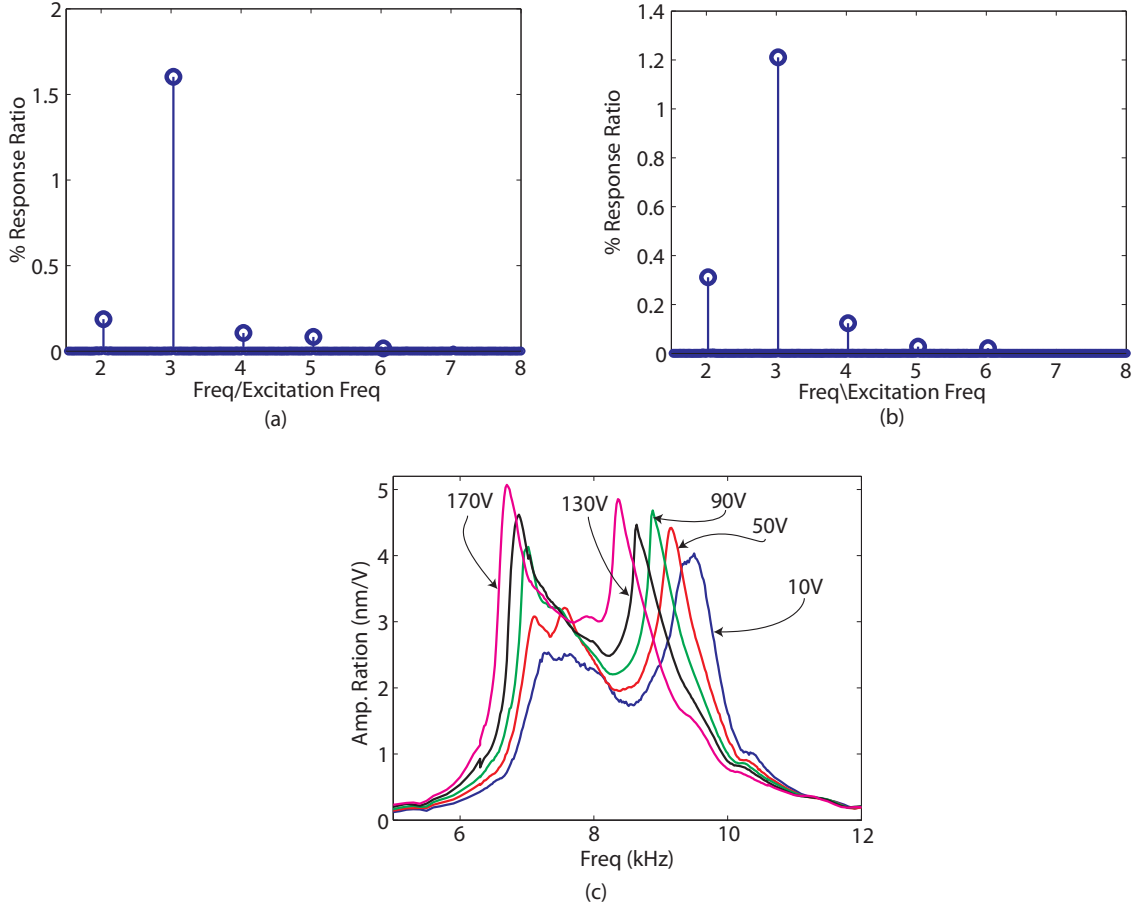 2
1.5
1
0.5
0
% Response Ratio
2 3 4 5 6 7 8
Freq/Excitation Freq
(a)
1.4
1.2
1
0.8
0.6
0.4
0.2
0
% Response Ratio
2 3 4 5 6 7 8
Freq\Excitation Freq
(b)
5
4
3
2
1
0
Amp. Ration (nm/V)
170V
130V
90V
50V
10V
6 8 10 12
Freq (kHz)
(c)